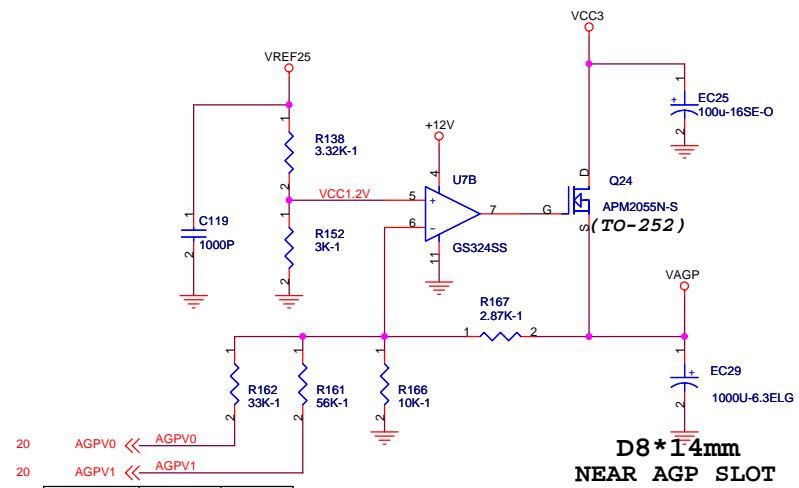 VCC3
VREF25
1
EC25
100u-16SE-O
+
2
1
R138
3.32K-1
2
+12V
4
U7B
D
Q24
VCC1.2V
5
+
7
G
APM2055N-S
1
C119
1000P
2
1
R152
3K-1
2
6
-
GS324SS
11
S
(TO-252)
VAGP
R167
2.87K-1
1
2
1
R162
33K-1
2
1
R161
56K-1
2
1
R166
10K-1
2
1
EC29
+
1000U-6.3ELG
2
20 AGPV0 AGPV0
20 AGPV1 AGPV1
D8*14mm
NEAR AGP SLOT